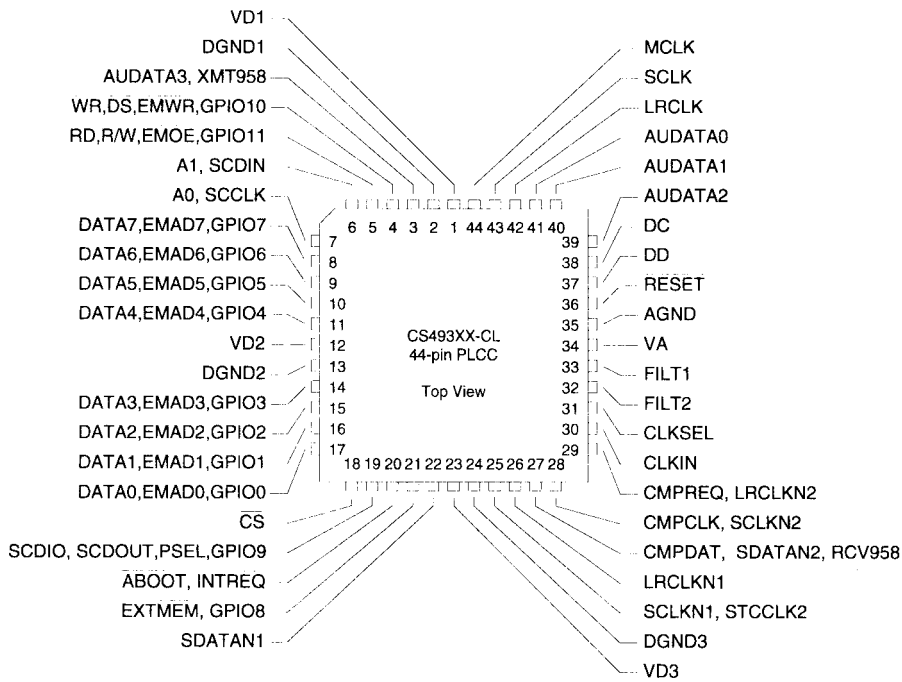 VD1
DGND1
AUDATA3, XMT958
WR,DS,EMWR,GPIO10
RD,R/W,EMOE,GPIO11
A1, SCDIN
A0, SCCLK
DATA7,EMAD7,GPIO7
DATA6,EMAD6,GPIO6
DATA5,EMAD5,GPIO5
DATA4,EMAD4,GPIO4
VD2
DGND2
DATA3,EMAD3,GPIO3
DATA2,EMAD2,GPIO2
DATA1,EMAD1,GPIO1
DATA0,EMAD0,GPIO0
CS
SCDIO, SCDOUT,PSEL,GPIO9
ABOOT, INTREQ
EXTMEM, GPIO8
SDATAN1
6 5 4 3 2 1 44 43 42 41 40
7
8
9
10
11
12
13
14
15
16
17
CS493XX-CL
44-pin PLCC
Top View
39
38
37
36
35
34
33
32
31
30
29
18 19 20 21 22 23 24 25 26 27 28
MCLK
SCLK
LRCLK
AUDATA0
AUDATA1
AUDATA2
DC
DD
RESET
AGND
VA
FILT1
FILT2
CLKSEL
CLKIN
CMPREQ, LRCLKN2
CMPCLK, SCLKN2
CMPDAT, SDATAN2, RCV958
LRCLKN1
SCLKN1, STCCLK2
DGND3
VD3